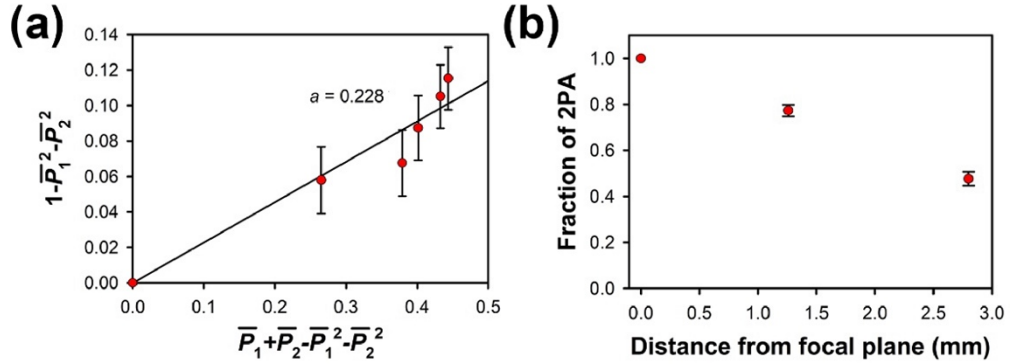 (a)
0.14
0.12
0.10
0.08
0.06
0.04
0.02
0.00
1-P̅₁²-P̅₂²
a = 0.228
0.0 0.1 0.2 0.3 0.4 0.5
P̅₁+P̅₂-P̅₁²-P̅₂²
(b)
1.0
0.8
0.6
0.4
0.2
0.0
Fraction of 2PA
0.0 0.5 1.0 1.5 2.0 2.5 3.0
Distance from focal plane (mm)